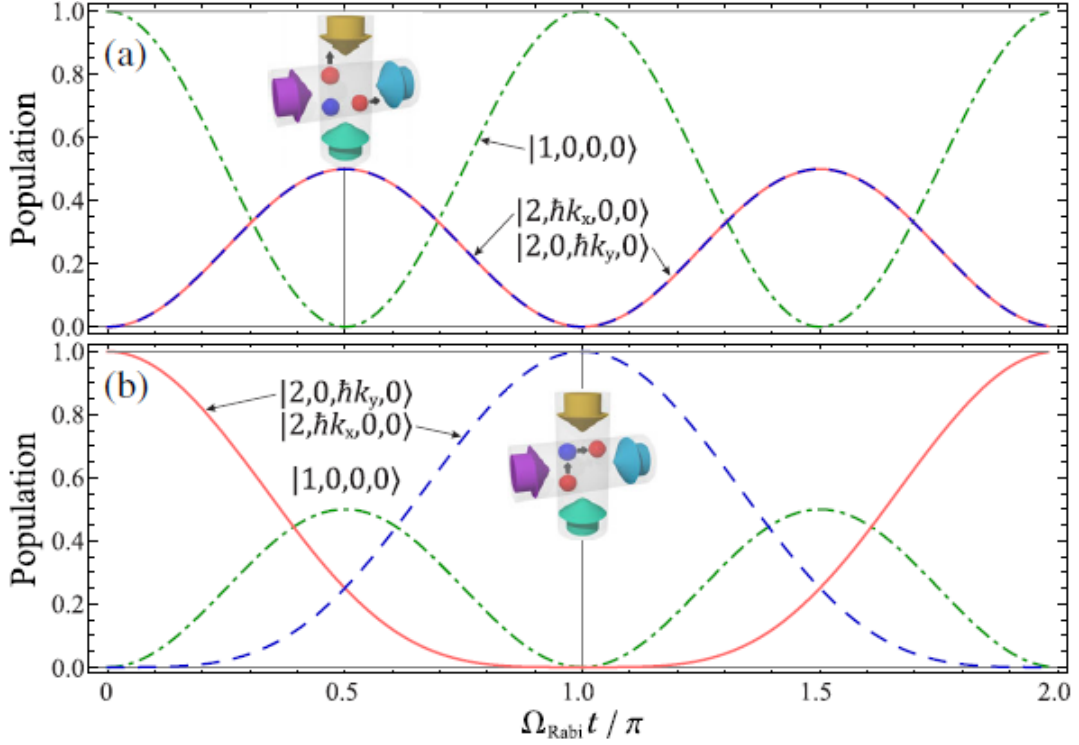 1.0
(a)
0.8
|1,0,0,0⟩
0.6
Population
0.4
|2,ħkₓ,0,0⟩
|2,0,ħk_y,0⟩
0.2
0.0
1.0
(b)
|2,0,ħk_y,0⟩
0.8
|2,ħkₓ,0,0⟩
0.6
|1,0,0,0⟩
Population
0.4
0.2
0.0
0 0.5 1.0 1.5 2.0
Ω_Rabi t / π